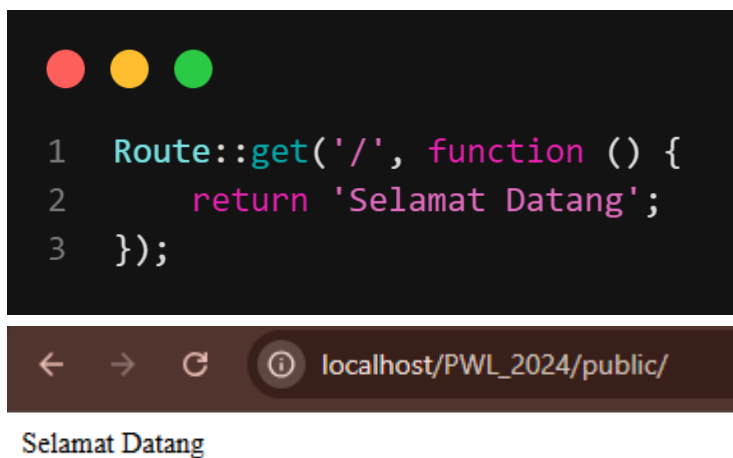 1 Route::get('/', function () {
2     return 'Selamat Datang';
3 });
localhost/PWL_2024/public/
Selamat Datang